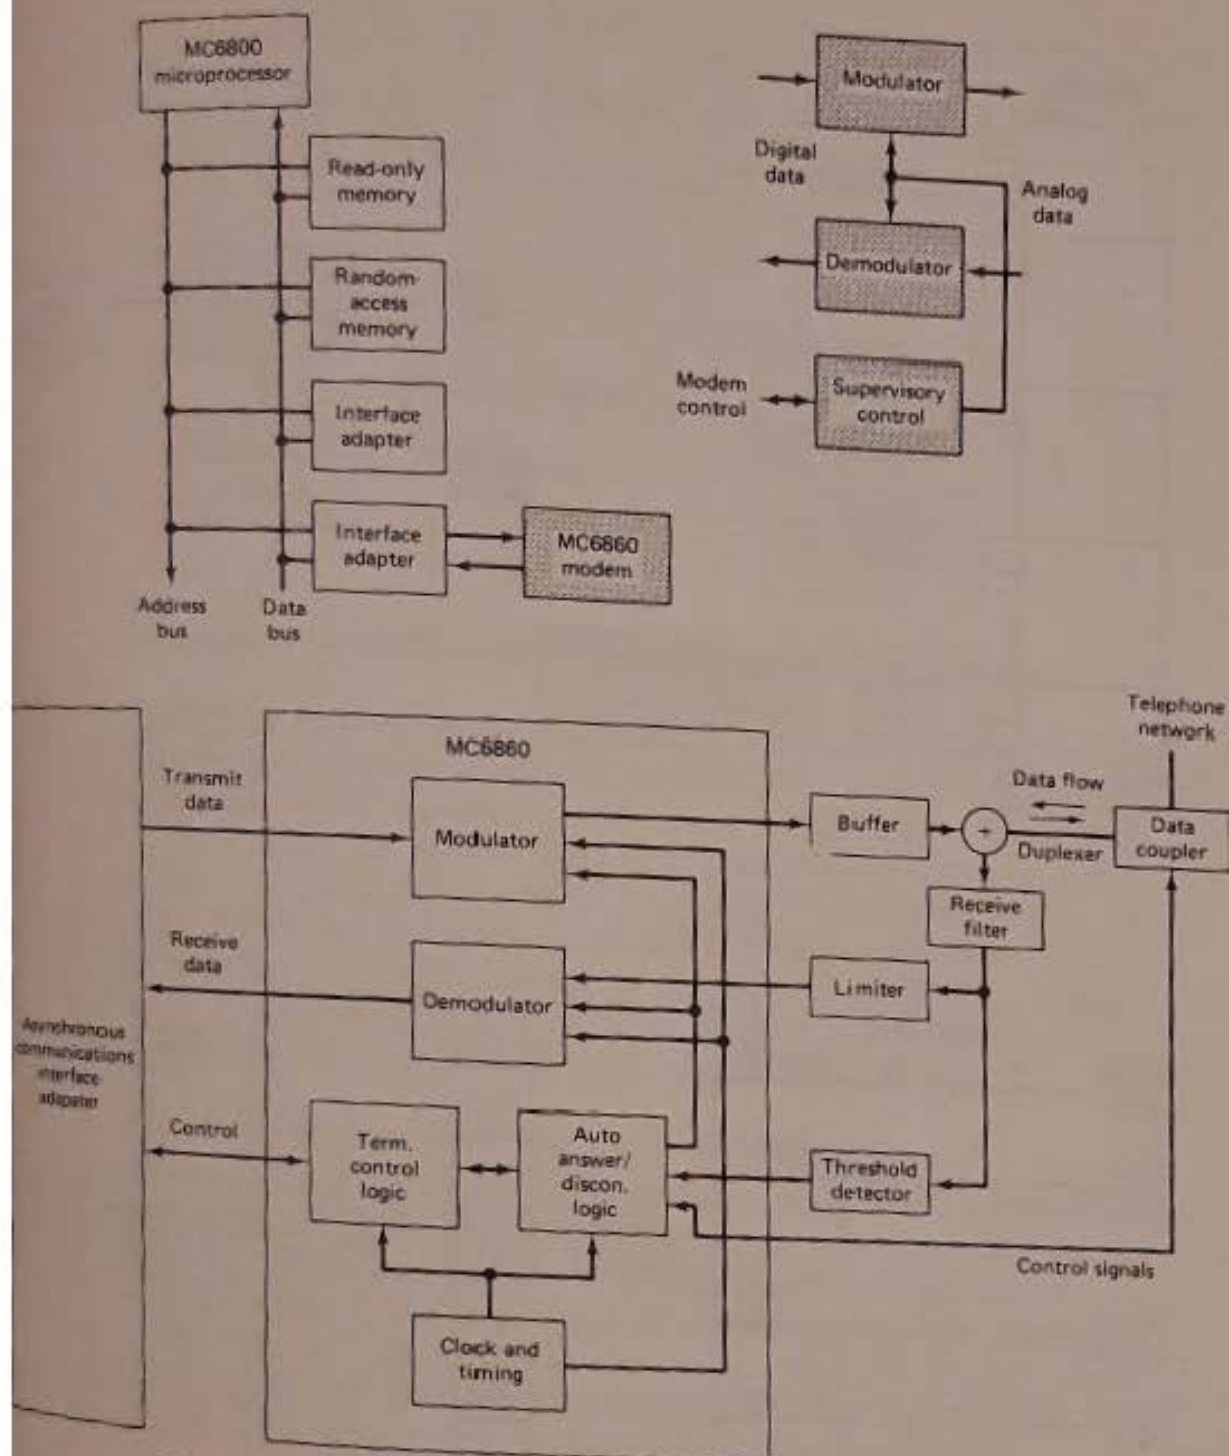 MC6800
microprocessor
Read-only
memory
Random-
access
memory
Interface
adapter
Interface
adapter
MC6860
modem
Address
bus
Data
bus
Modulator
Digital
data
Analog
data
Demodulator
Modem
control
Supervisory
control
Telephone
network
MC6860
Transmit
data
Modulator
Buffer
+
Data flow
Duplexer
Data
coupler
Receive
filter
Receive
data
Demodulator
Limiter
Asynchronous
communications
interface
adapater
Control
Term.
control
logic
Auto
answer/
discon.
logic
Threshold
detector
Control signals
Clock and
timing